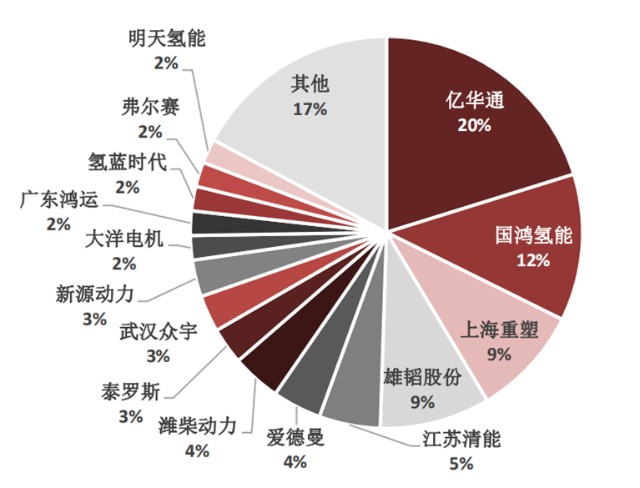 亿华通
20%
国鸿氢能
12%
上海重塑
9%
雄韬股份
9%
江苏清能
5%
爱德曼
4%
潍柴动力
4%
泰罗斯
3%
武汉众宇
3%
新源动力
3%
大洋电机
2%
广东鸿运
2%
氢蓝时代
2%
弗尔赛
2%
明天氢能
2%
其他
17%